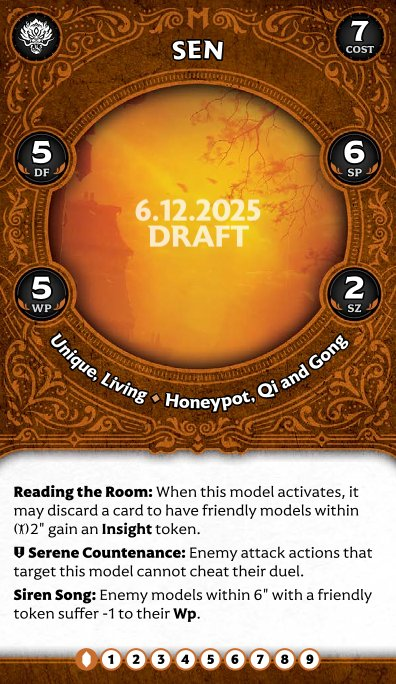 7
COST
SEN
5
DF
6
SP
6.12.2025
DRAFT
5
WP
2
SZ
Unique, Living ♦ Honeypot, Qi and Gong
Reading the Room: When this model activates, it
may discard a card to have friendly models within
2" gain an Insight token.
Serene Countenance: Enemy attack actions that
target this model cannot cheat their duel.
Siren Song: Enemy models within 6" with a friendly
token suffer -1 to their Wp.
1 2 3 4 5 6 7 8 9